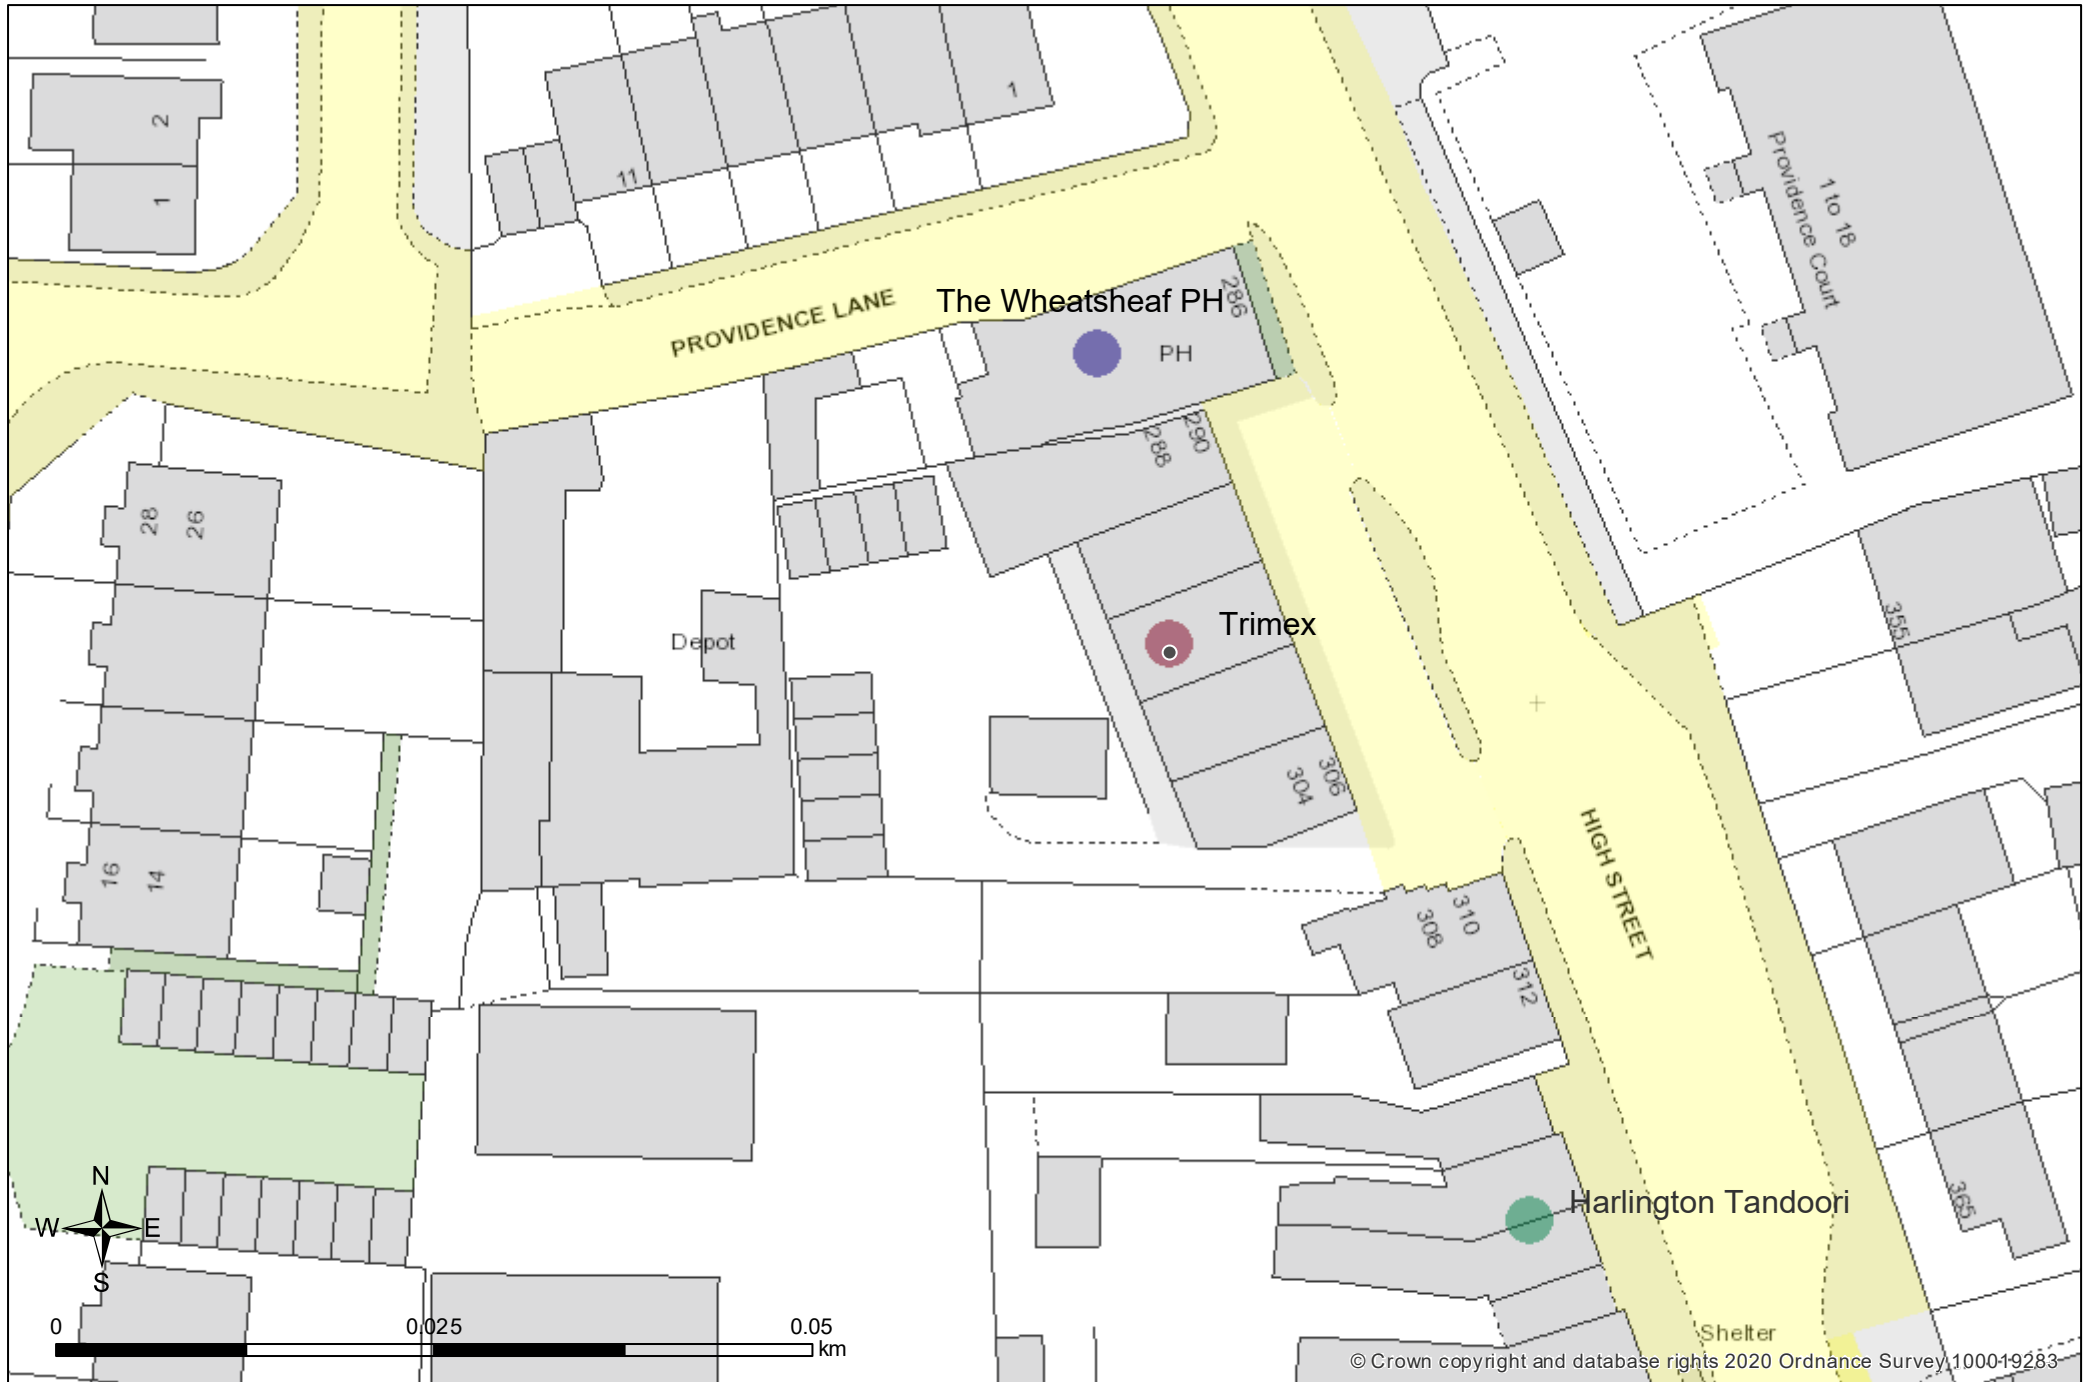 2
1
11
1
1 to 18
Providence Court
The Wheatsheaf PH
286
PH
PROVIDENCE LANE
288
290
28
26
Trimex
Depot
355
304
306
HIGH STREET
16
14
308
310
312
Harlington Tandoori
365
N
W
E
S
0
0.025
0.05
km
Shelter
© Crown copyright and database rights 2020 Ordnance Survey 100019283